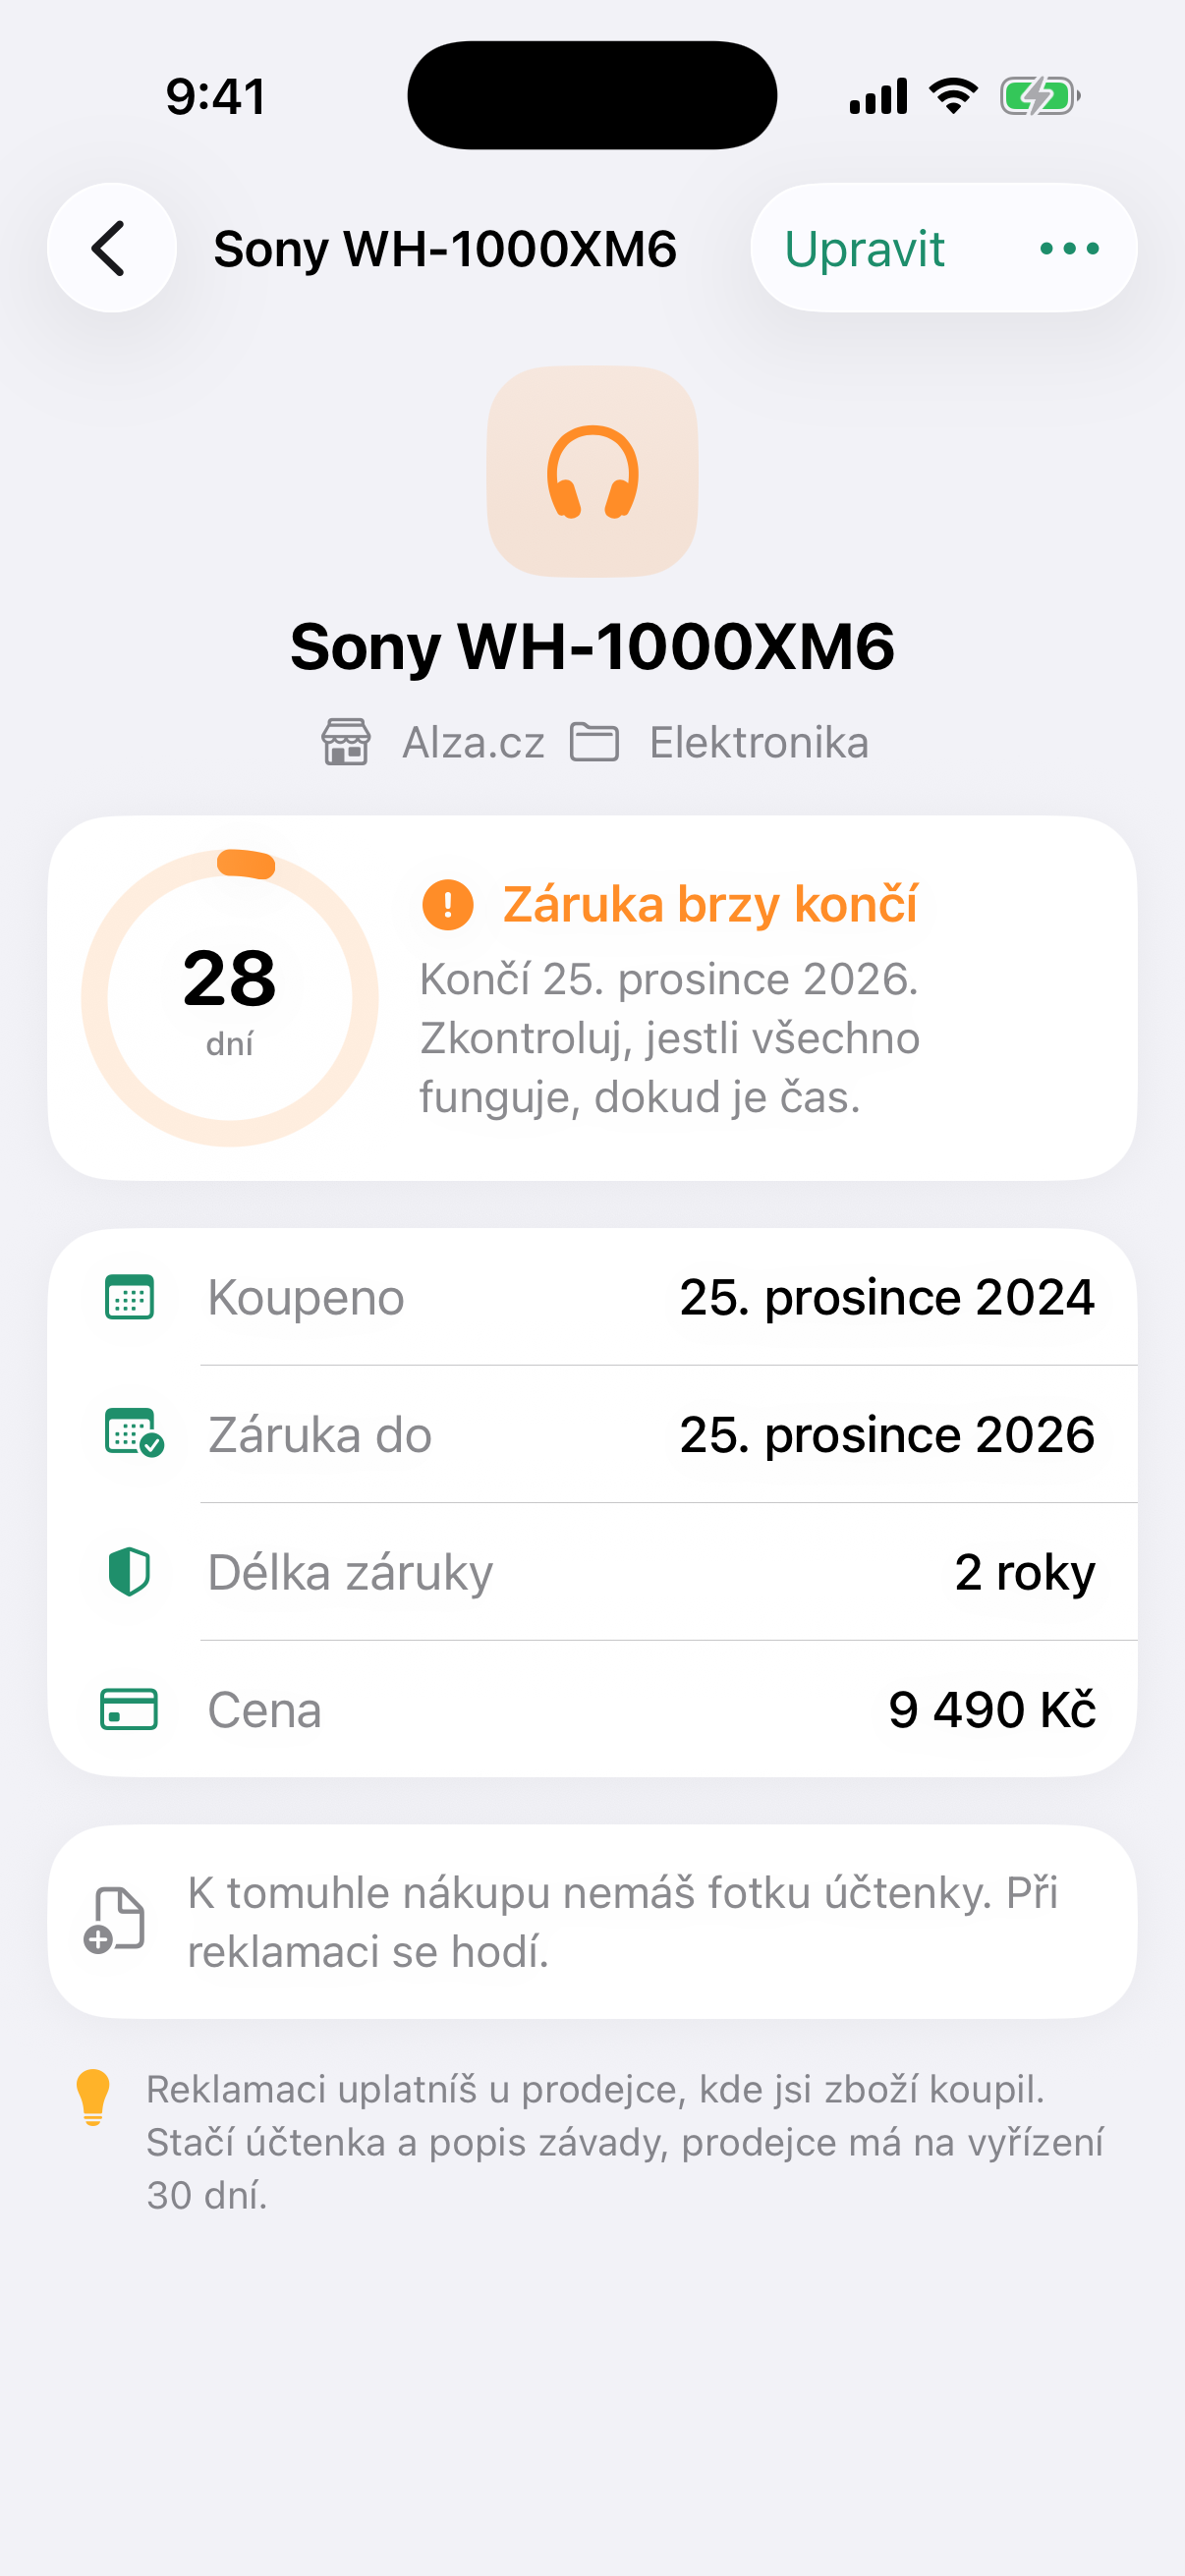 9:41
Sony WH-1000XM6
Upravit
Sony WH-1000XM6
Alza.cz Elektronika
28
dní
Záruka brzy končí
Končí 25. prosince 2026.
Zkontroluj, jestli všechno
funguje, dokud je čas.
Koupeno 25. prosince 2024
Záruka do 25. prosince 2026
Délka záruky 2 roky
Cena 9 490 Kč
K tomuhle nákupu nemáš fotku účtenky. Při
reklamaci se hodí.
Reklamaci uplatníš u prodejce, kde jsi zboží koupil.
Stačí účtenka a popis závady, prodejce má na vyřízení
30 dní.